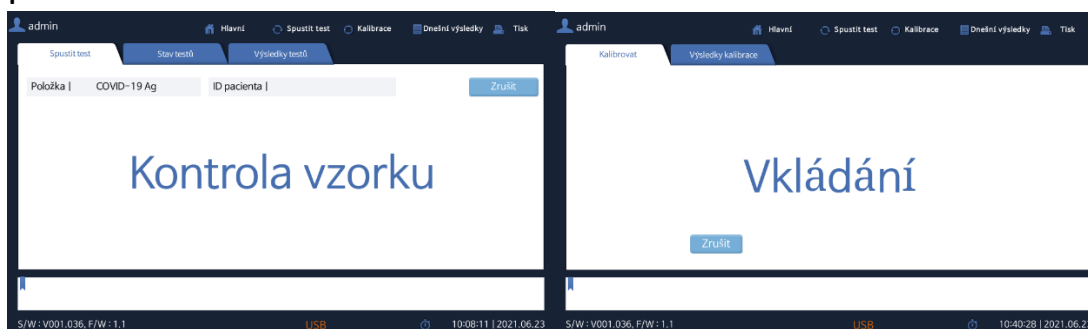 admin Hlavní Spustit test Kalibrace Dnešní výsledky Tisk
Spustit test Stav testů Výsledky testů
Položka | COVID-19 Ag ID pacienta | Zrušit
Kontrola vzorku
S/W : V001.036, F/W : 1.1 USB 10:08:11 | 2021.06.23
admin Hlavní Spustit test Kalibrace Dnešní výsledky Tisk
Kalibrovat Výsledky kalibrace
Vkládání
Zrušit
S/W : V001.036, F/W : 1.1 USB 10:40:28 |